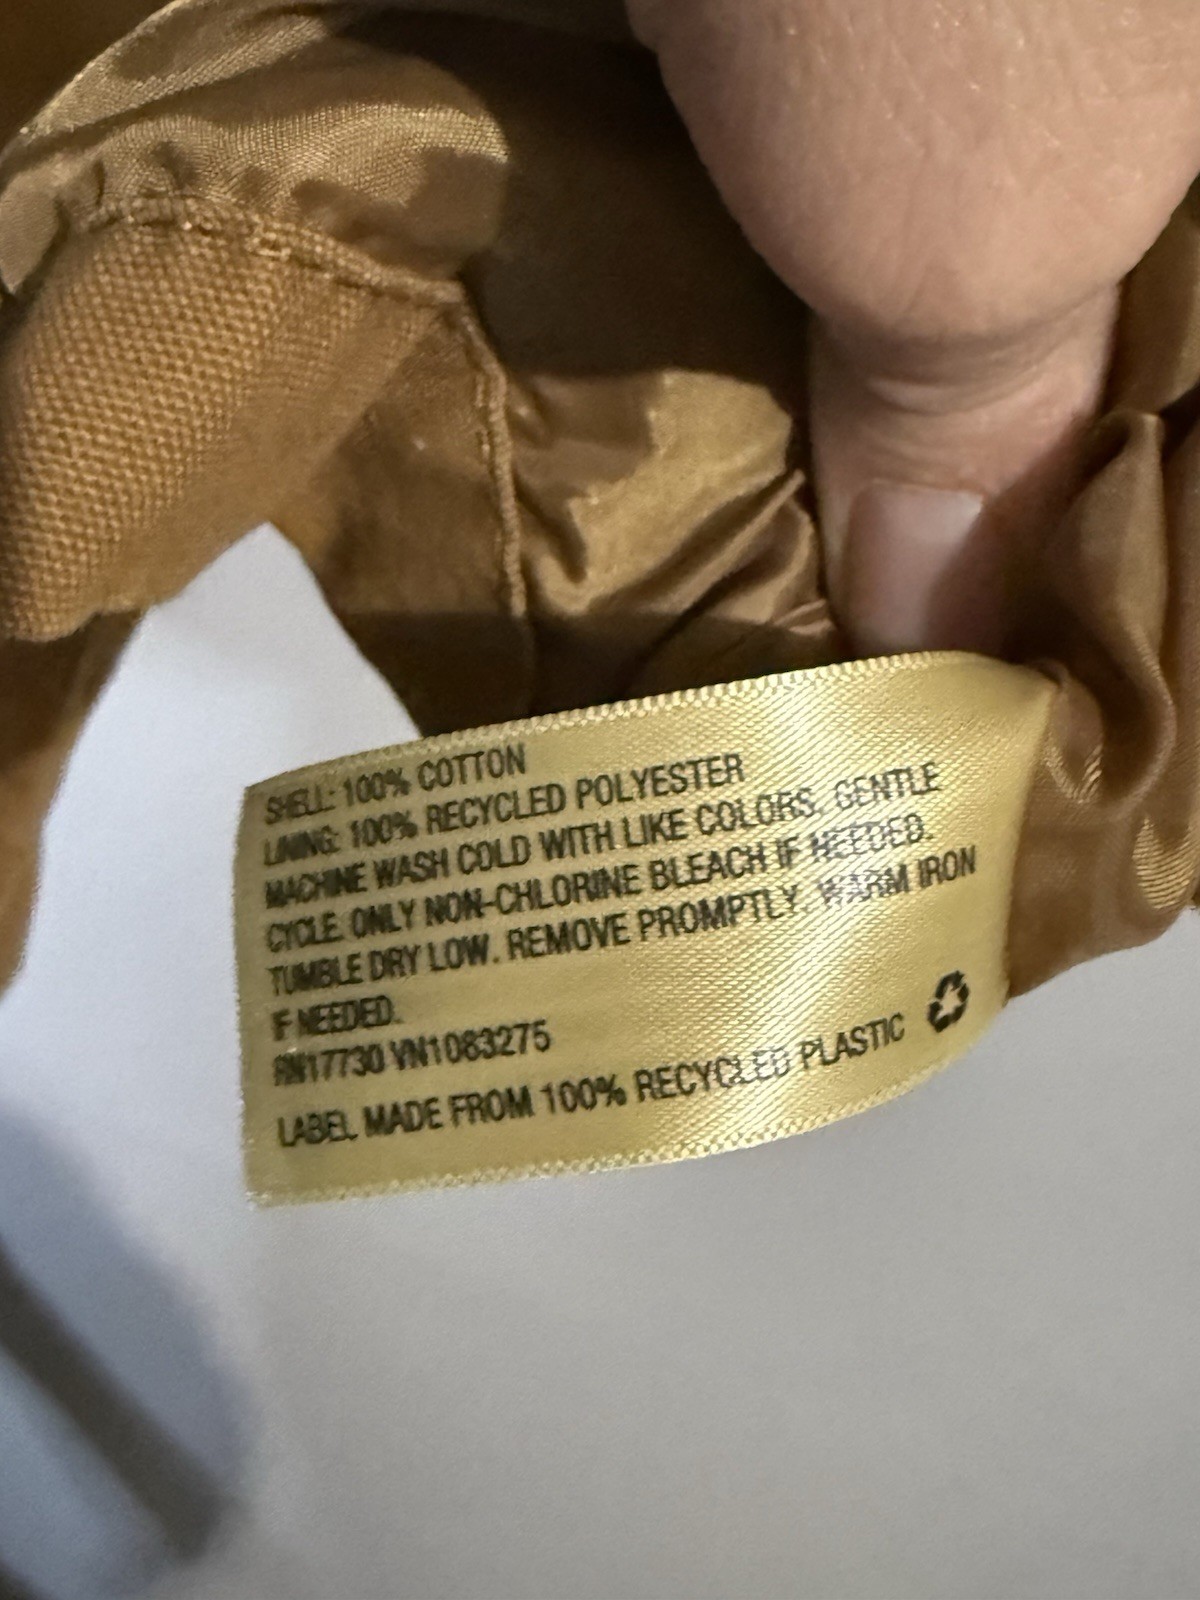 SHELL: 100% COTTON
LINING: 100% RECYCLED POLYESTER
MACHINE WASH COLD WITH LIKE COLORS. GENTLE
CYCLE. ONLY NON-CHLORINE BLEACH IF NEEDED.
TUMBLE DRY LOW. REMOVE PROMPTLY. WARM IRON
IF NEEDED.
RN17730 VN1083275
LABEL MADE FROM 100% RECYCLED PLASTIC